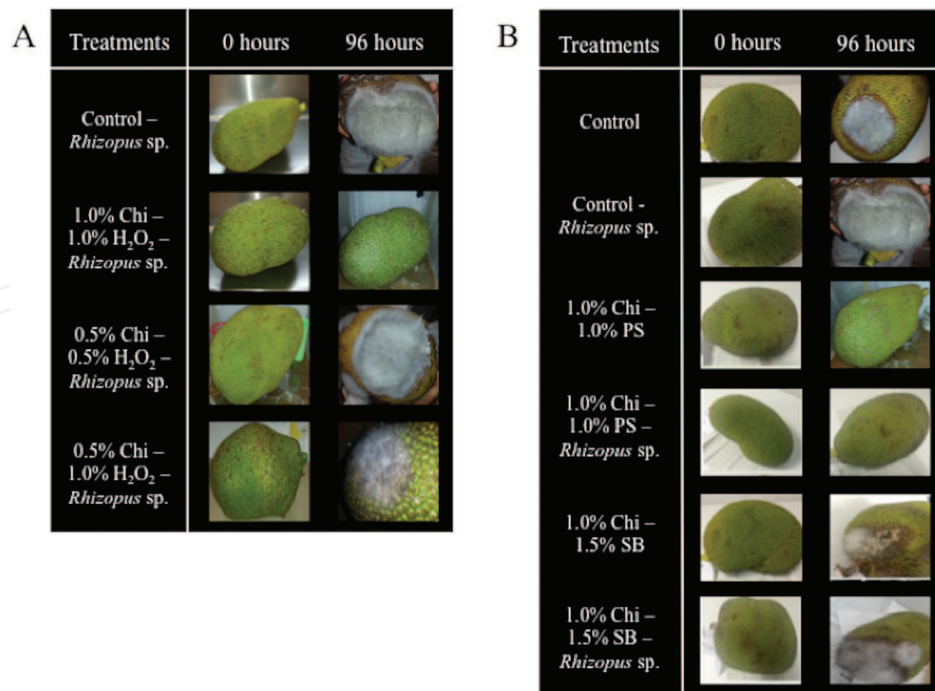 A
Treatments 0 hours 96 hours
Control –
Rhizopus sp.
1.0% Chi –
1.0% H₂O₂ –
Rhizopus sp.
0.5% Chi –
0.5% H₂O₂ –
Rhizopus sp.
0.5% Chi –
1.0% H₂O₂ –
Rhizopus sp.
B
Treatments 0 hours 96 hours
Control
Control -
Rhizopus sp.
1.0% Chi –
1.0% PS
1.0% Chi –
1.0% PS –
Rhizopus sp.
1.0% Chi –
1.5% SB
1.0% Chi –
1.5% SB –
Rhizopus sp.